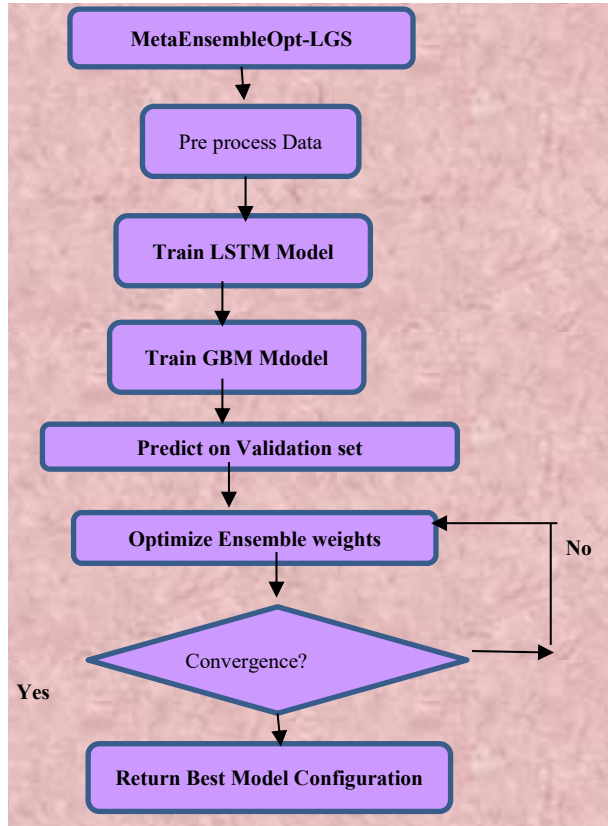 MetaEnsembleOpt-LGS
Pre process Data
Train LSTM Model
Train GBM Mdodel
Predict on Validation set
Optimize Ensemble weights
No
Convergence?
Yes
Return Best Model Configuration